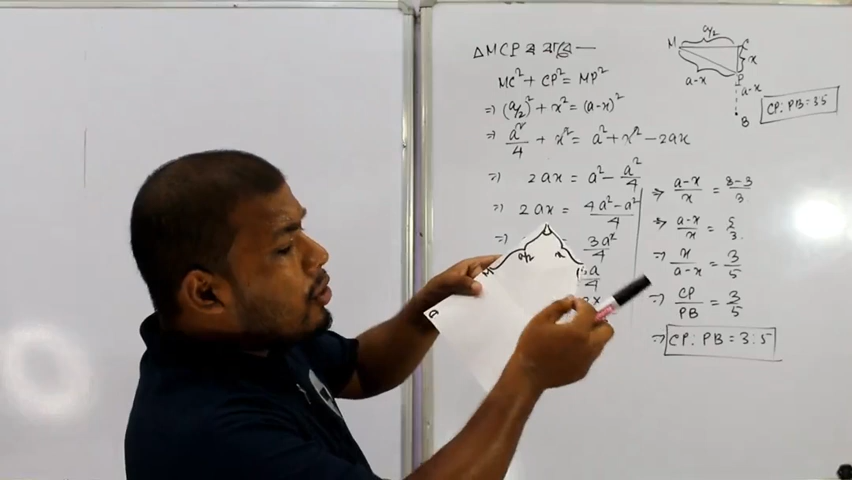 ΔMCP এ
MC² + CP² = MP²
⇒ (a/2)² + x² = (a-x)²
⇒ a²/4 + x² = a² + x² - 2ax
⇒ 2ax = a² - a²/4
⇒ 2ax = 4a² - a²/4
⇒ 3a²/4
a/4
⇒ a-x/x = 8-3/3
⇒ a-x/x = 5/3
⇒ x/a-x = 3/5
⇒ CP/PB = 3/5
⇒ CP : PB = 3:5
a/2
M C
x
a-x P
a-x
B
CP : PB = 3:5
M a/2 x